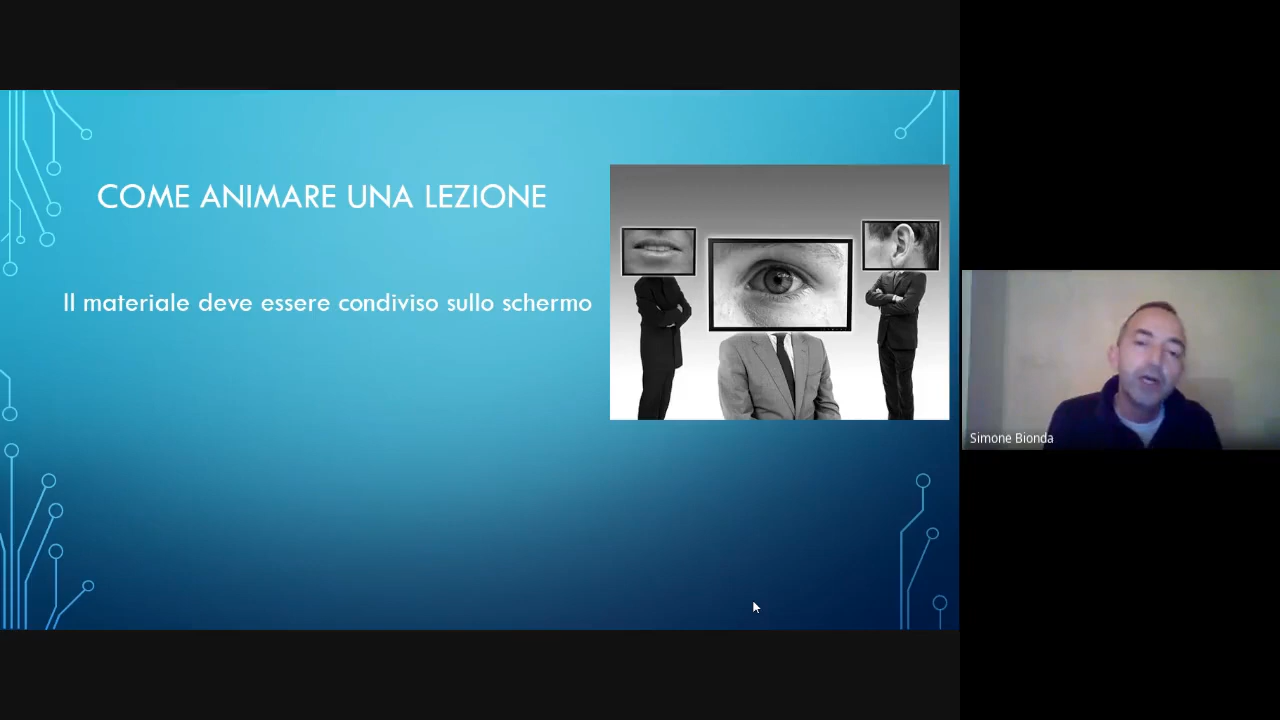 COME ANIMARE UNA LEZIONE
Il materiale deve essere condiviso sullo schermo
Simone Bionda